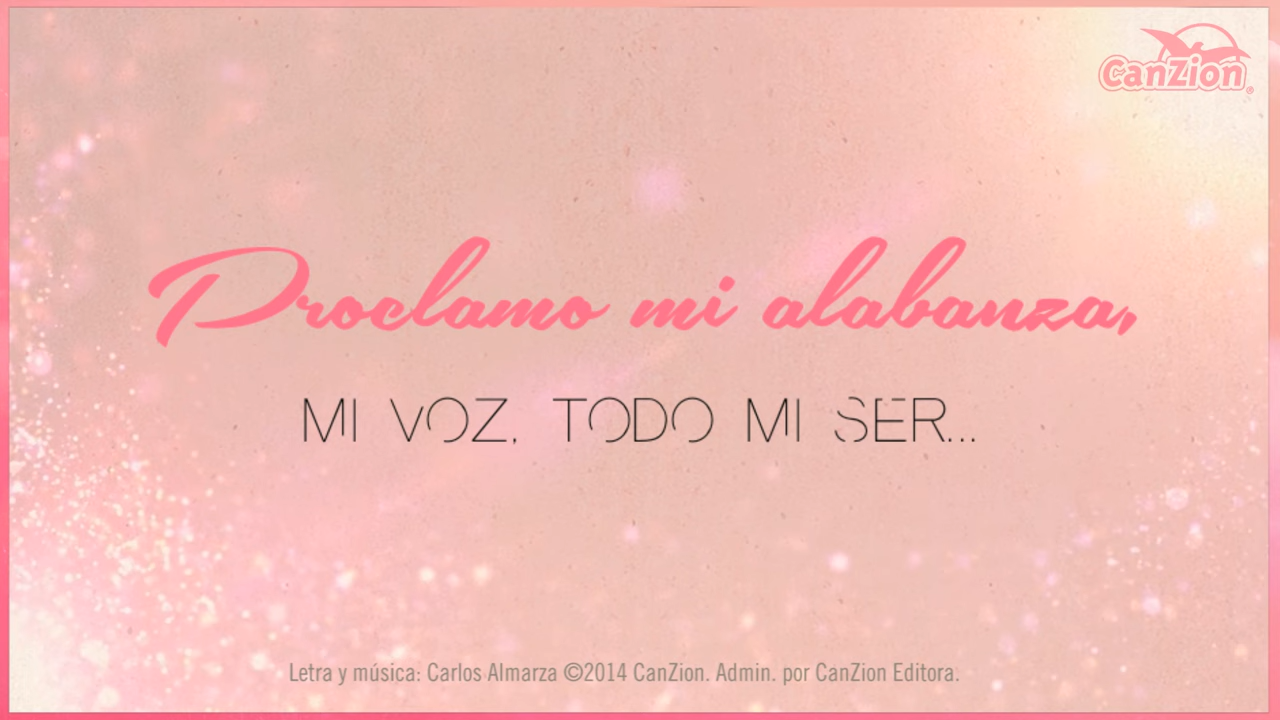 CanZion®
Proclamo mi alabanza,
MI VOZ, TODO MI SER...
Letra y música: Carlos Almarza ©2014 CanZion. Admin. por CanZion Editora.